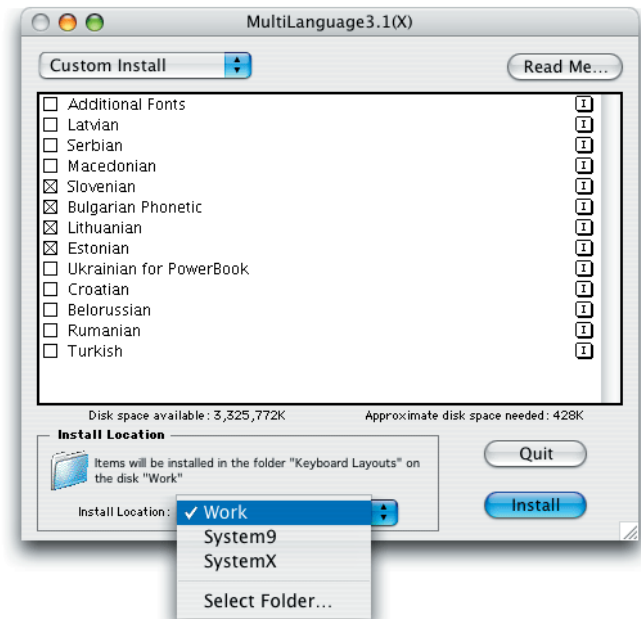 MultiLanguage3.1(X)
Custom Install
Read Me...
Additional Fonts
Latvian
Serbian
Macedonian
Slovenian
Bulgarian Phonetic
Lithuanian
Estonian
Ukrainian for PowerBook
Croatian
Belorussian
Rumanian
Turkish
Disk space available: 3,325,772K Approximate disk space needed: 428K
Install Location
Items will be installed in the folder "Keyboard Layouts" on
the disk "Work"
Quit
Install Location:
✓ Work
Install
System9
SystemX
Select Folder...